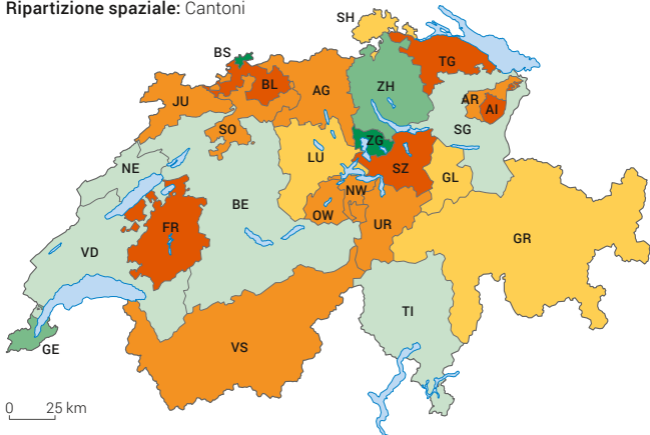 Ripartizione spaziale: Cantoni
SH
BS
TG
BL
ZH
AG
JU
AR
AI
SO
SG
ZG
LU
NE
SZ
GL
NW
BE
OW
FR
UR
GR
VD
TI
VS
GE
0 25 km